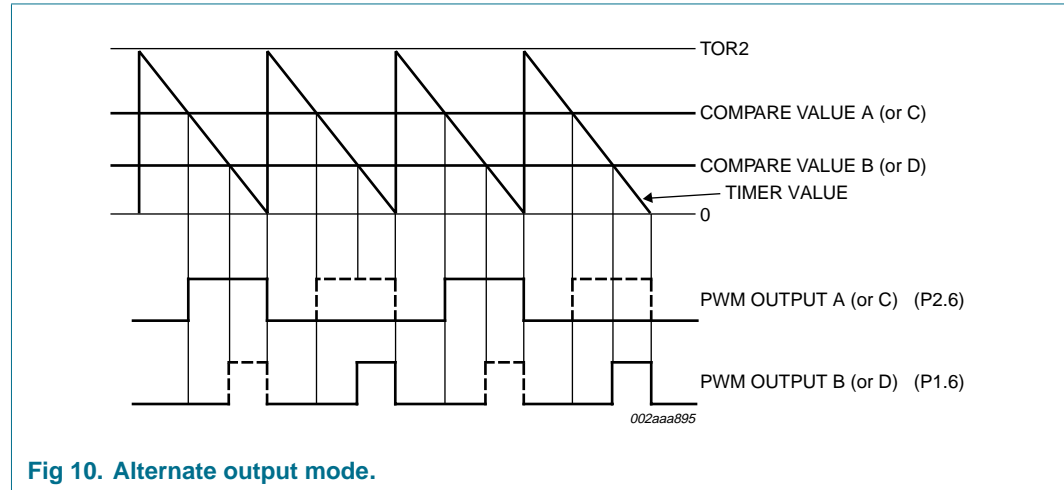 TOR2
COMPARE VALUE A (or C)
COMPARE VALUE B (or D)
TIMER VALUE
0
PWM OUTPUT A (or C) (P2.6)
PWM OUTPUT B (or D) (P1.6)
002aaa895
Fig 10. Alternate output mode.